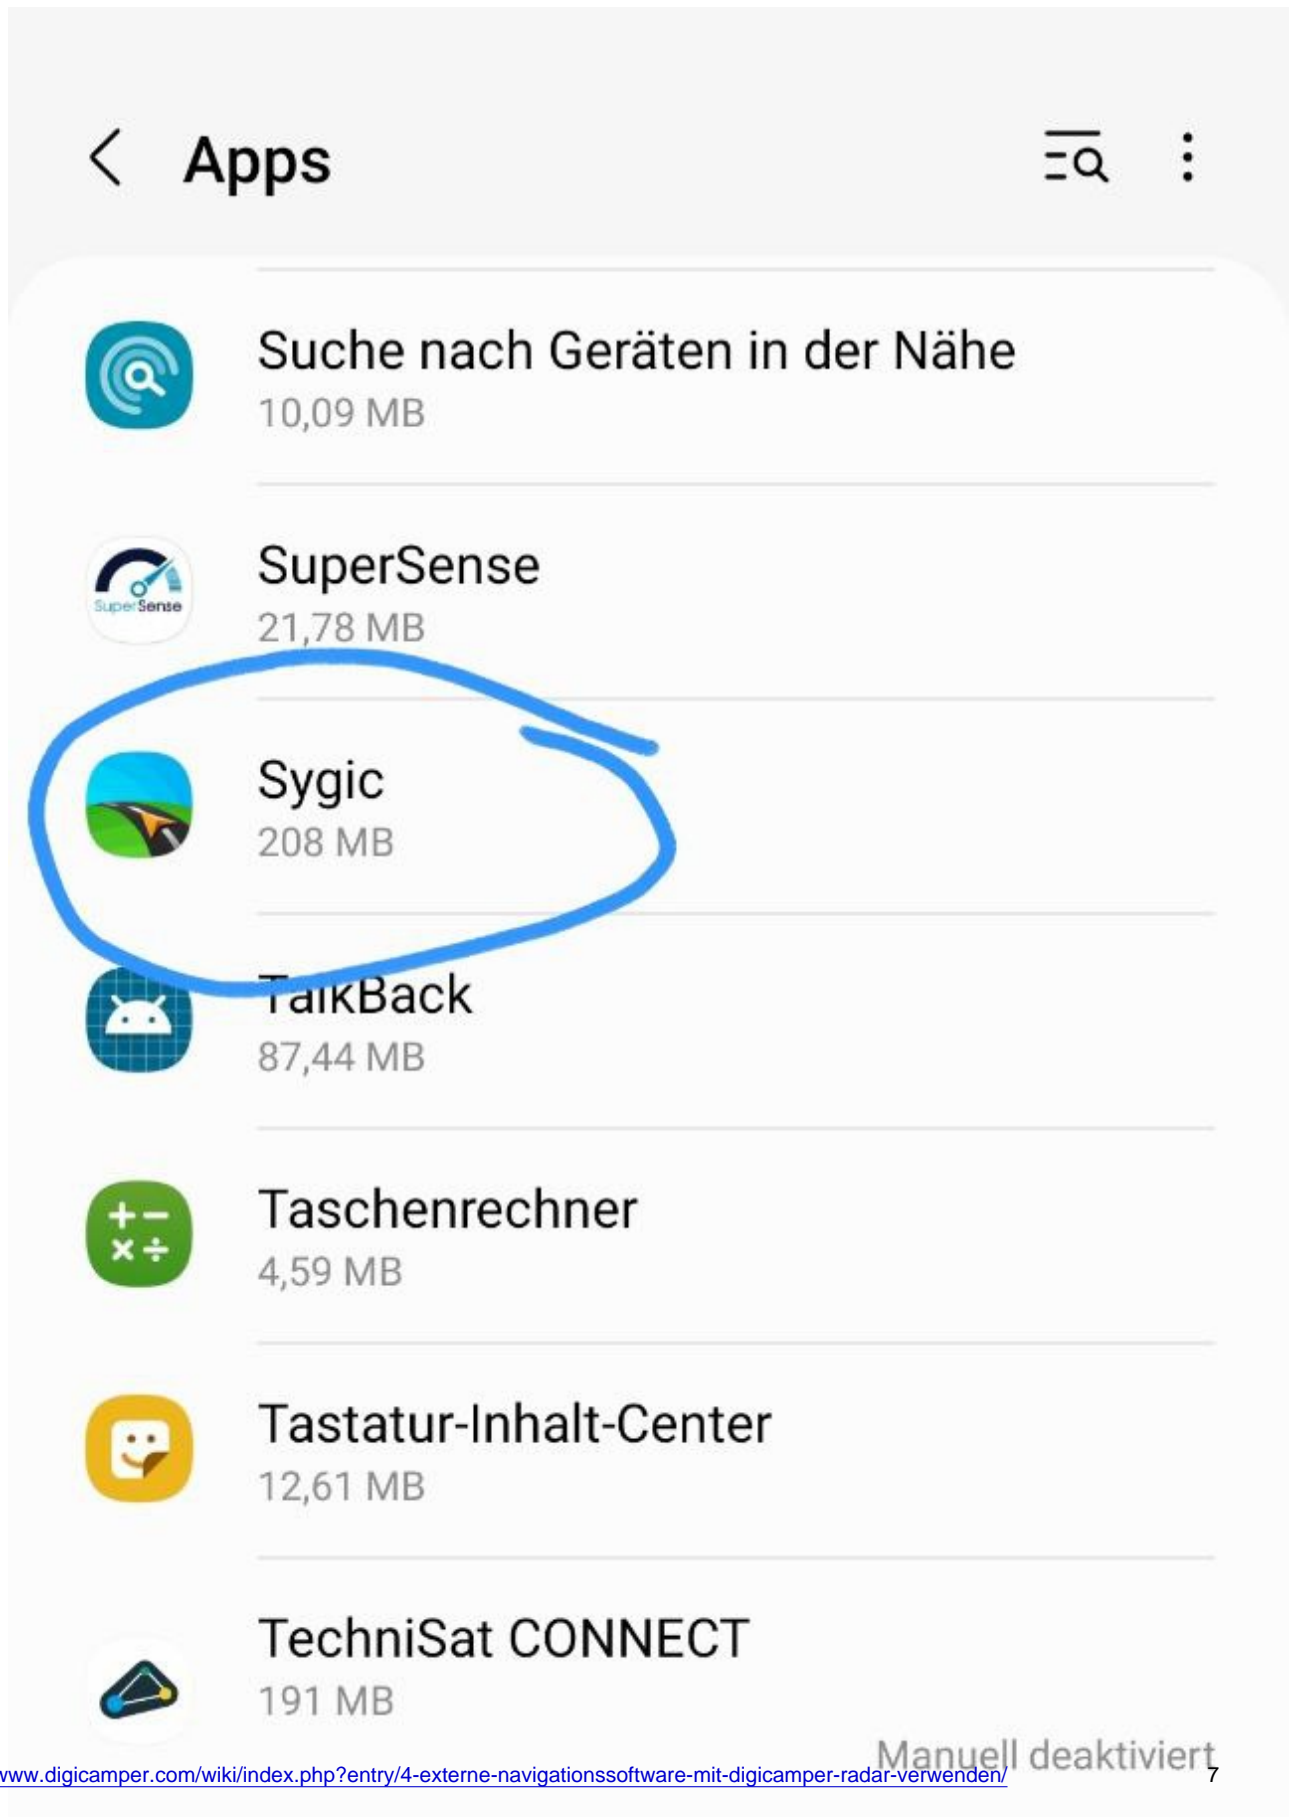 Apps
Suche nach Geräten in der Nähe
10,09 MB
SuperSense
SuperSense
21,78 MB
Sygic
208 MB
TalkBack
87,44 MB
Taschenrechner
4,59 MB
Tastatur-Inhalt-Center
12,61 MB
TechniSat CONNECT
191 MB
Manuell deaktiviert
www.digicamper.com/wiki/index.php?entry/4-externe-navigationssoftware-mit-digicamper-radar-verwenden/ 7